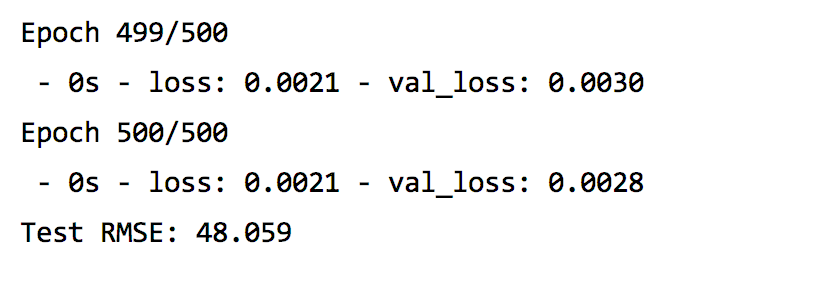 Epoch 499/500
 - 0s - loss: 0.0021 - val_loss: 0.0030
Epoch 500/500
 - 0s - loss: 0.0021 - val_loss: 0.0028
Test RMSE: 48.059